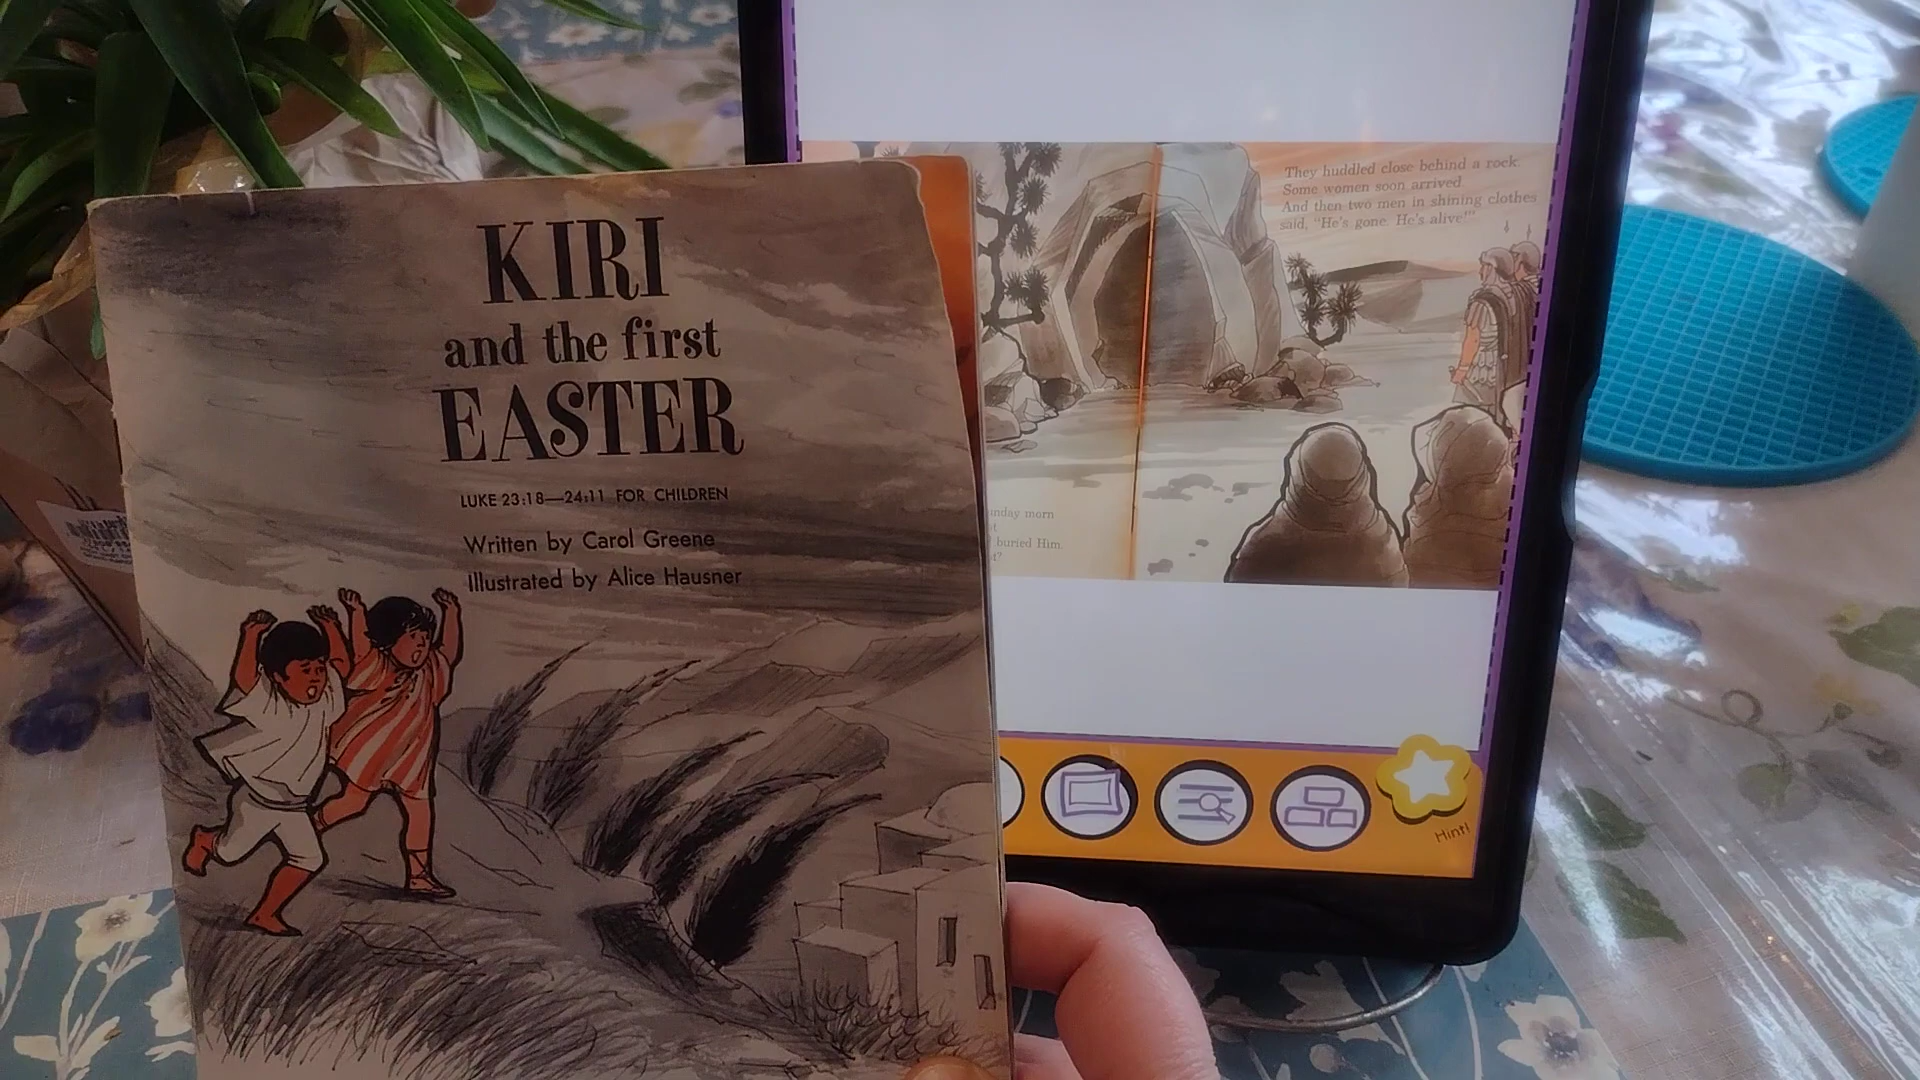 KIRI
and the first
EASTER
LUKE 23:18—24:11 FOR CHILDREN
Written by Carol Greene
Illustrated by Alice Hausner
They huddled close behind a rock.
Some women soon arrived
And then two men in shining clothes
said, "He's gone. He's alive!"
morn
buried Him.
Hint!